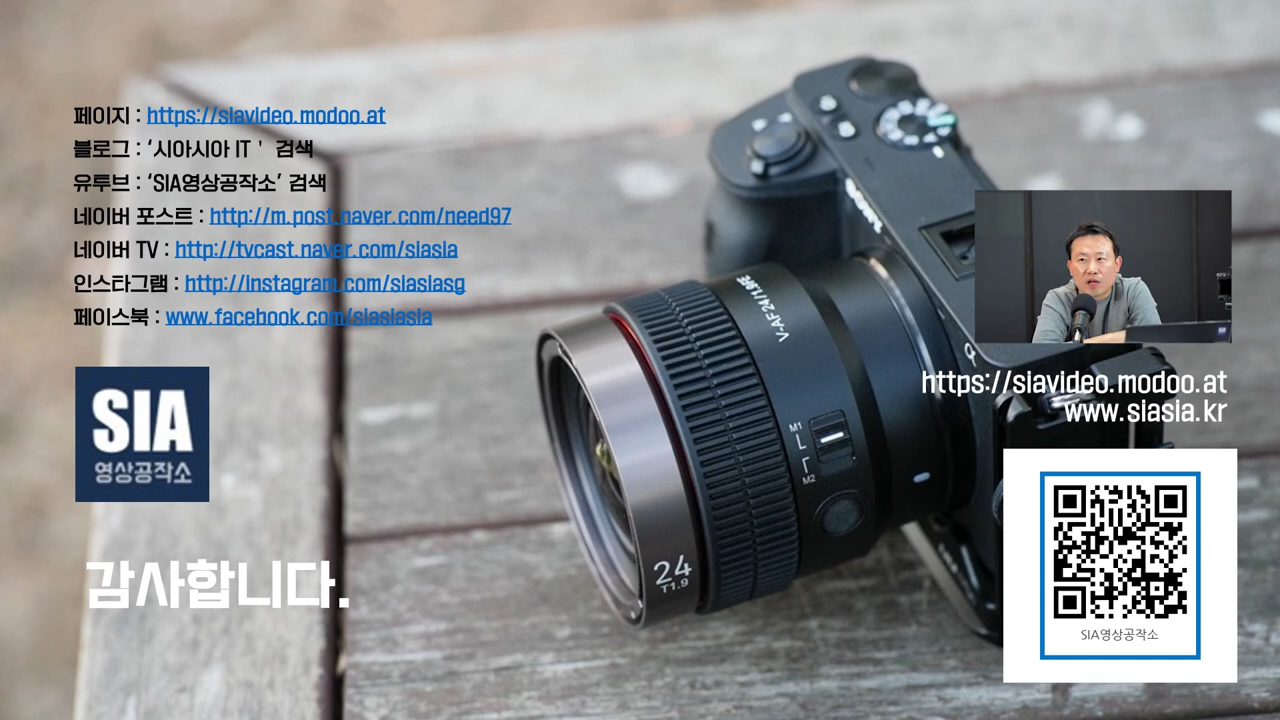 페이지 : https://siavideo.modoo.at
블로그 : ‘시아시아 IT ' 검색
유투브 : ‘SIA영상공작소’ 검색
네이버 포스트 : http://m.post.naver.com/need97
네이버 TV : http://tvcast.naver.com/siasia
인스타그램 : http://instagram.com/siasiasg
페이스북 : www.facebook.com/siasiasia
SIA
영상공작소
감사합니다.
V-AF 24/1.9FE
M1
M2
24
T1.9
https://siavideo.modoo.at
www.siasia.kr
SIA영상공작소